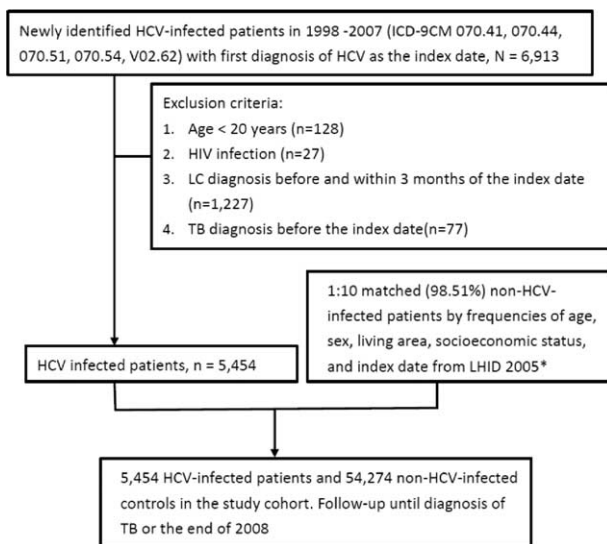 Newly identified HCV-infected patients in 1998 -2007 (ICD-9CM 070.41, 070.44,
070.51, 070.54, V02.62) with first diagnosis of HCV as the index date, N = 6,913
Exclusion criteria:
1. Age < 20 years (n=128)
2. HIV infection (n=27)
3. LC diagnosis before and within 3 months of the index date
(n=1,227)
4. TB diagnosis before the index date(n=77)
1:10 matched (98.51%) non-HCV-
infected patients by frequencies of age,
sex, living area, socioeconomic status,
and index date from LHID 2005*
HCV infected patients, n = 5,454
5,454 HCV-infected patients and 54,274 non-HCV-infected
controls in the study cohort. Follow-up until diagnosis of
TB or the end of 2008